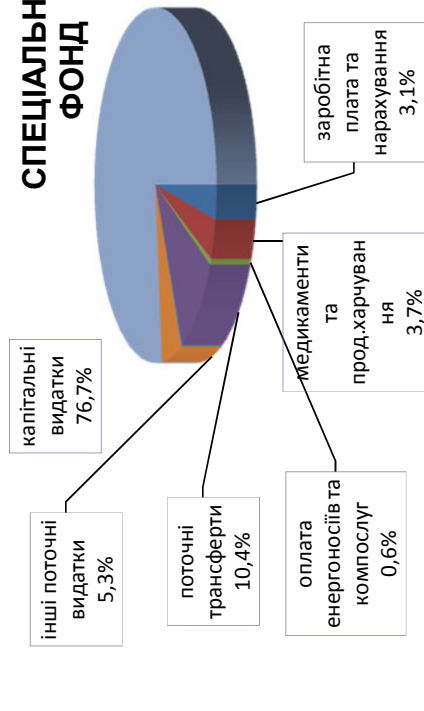 СПЕЦІАЛЬН
ФОНД
капітальні
видатки
76,7%
інші поточні
видатки
5,3%
поточні
трансферти
10,4%
оплата
енергоносіїв та
компослуг
0,6%
медикаменти
та
прод.харчуван
ня
3,7%
заробітна
плата та
нарахування
3,1%